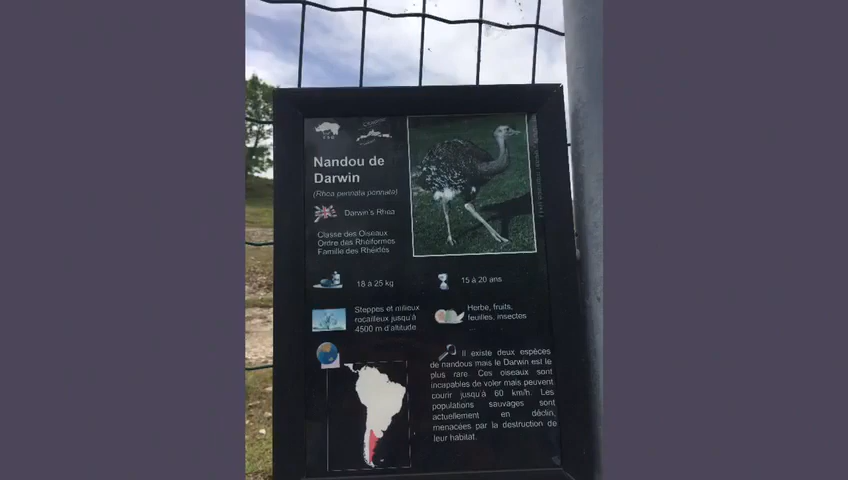 Nandou de
Darwin
(Rhea pennata pennata)
Darwin's Rhea
Classe des Oiseaux
Ordre des Rhéiformes
Famille des Rhéidés
18 à 25 kg
15 à 20 ans
Steppes et milieux
rocailleux jusqu'à
4500 m d'altitude
Herbe, fruits,
feuilles, insectes
Il existe deux espèces
de nandous mais le Darwin est le
plus rare. Ces oiseaux sont
incapables de voler mais peuvent
courir jusqu'à 60 km/h. Les
populations sauvages sont
actuellement en déclin,
menacées par la destruction de
leur habitat.